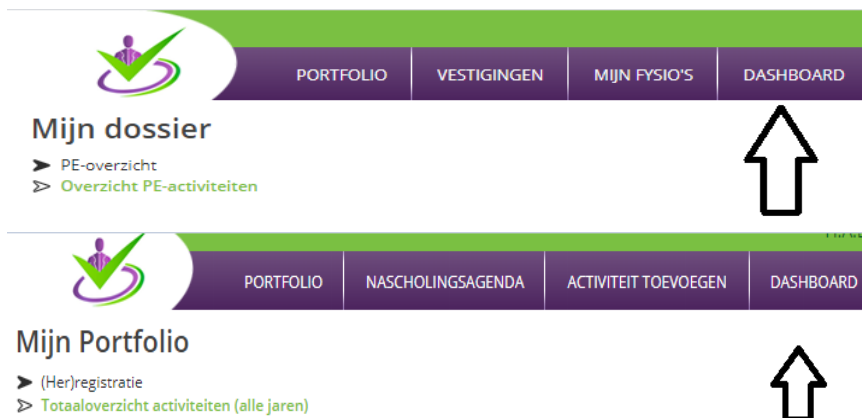 PORTFOLIO VESTIGINGEN MIJN FYSIO'S DASHBOARD
Mijn dossier
➤ PE-overzicht
⮚ Overzicht PE-activiteiten
PORTFOLIO NASCHOLINGSAGENDA ACTIVITEIT TOEVOEGEN DASHBOARD
Mijn Portfolio
➤ (Her)registratie
⮚ Totaaloverzicht activiteiten (alle jaren)